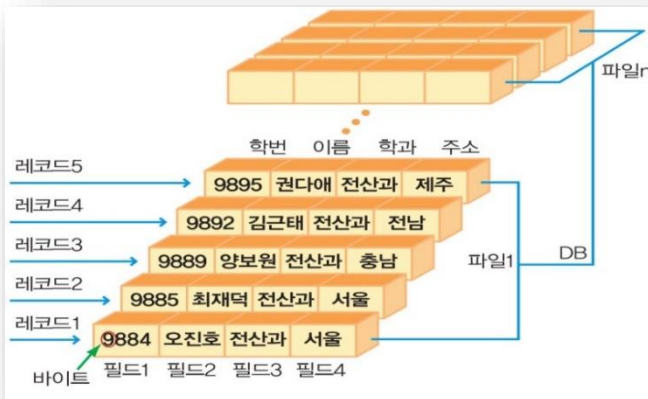 파일n
학번 이름 학과 주소
레코드5
9895 권다애 전산과 제주
레코드4
9892 김근태 전산과 전남
레코드3
9889 양보원 전산과 충남
파일1
DB
레코드2
9885 최재덕 전산과 서울
레코드1
9884 오진호 전산과 서울
바이트
필드1 필드2 필드3 필드4